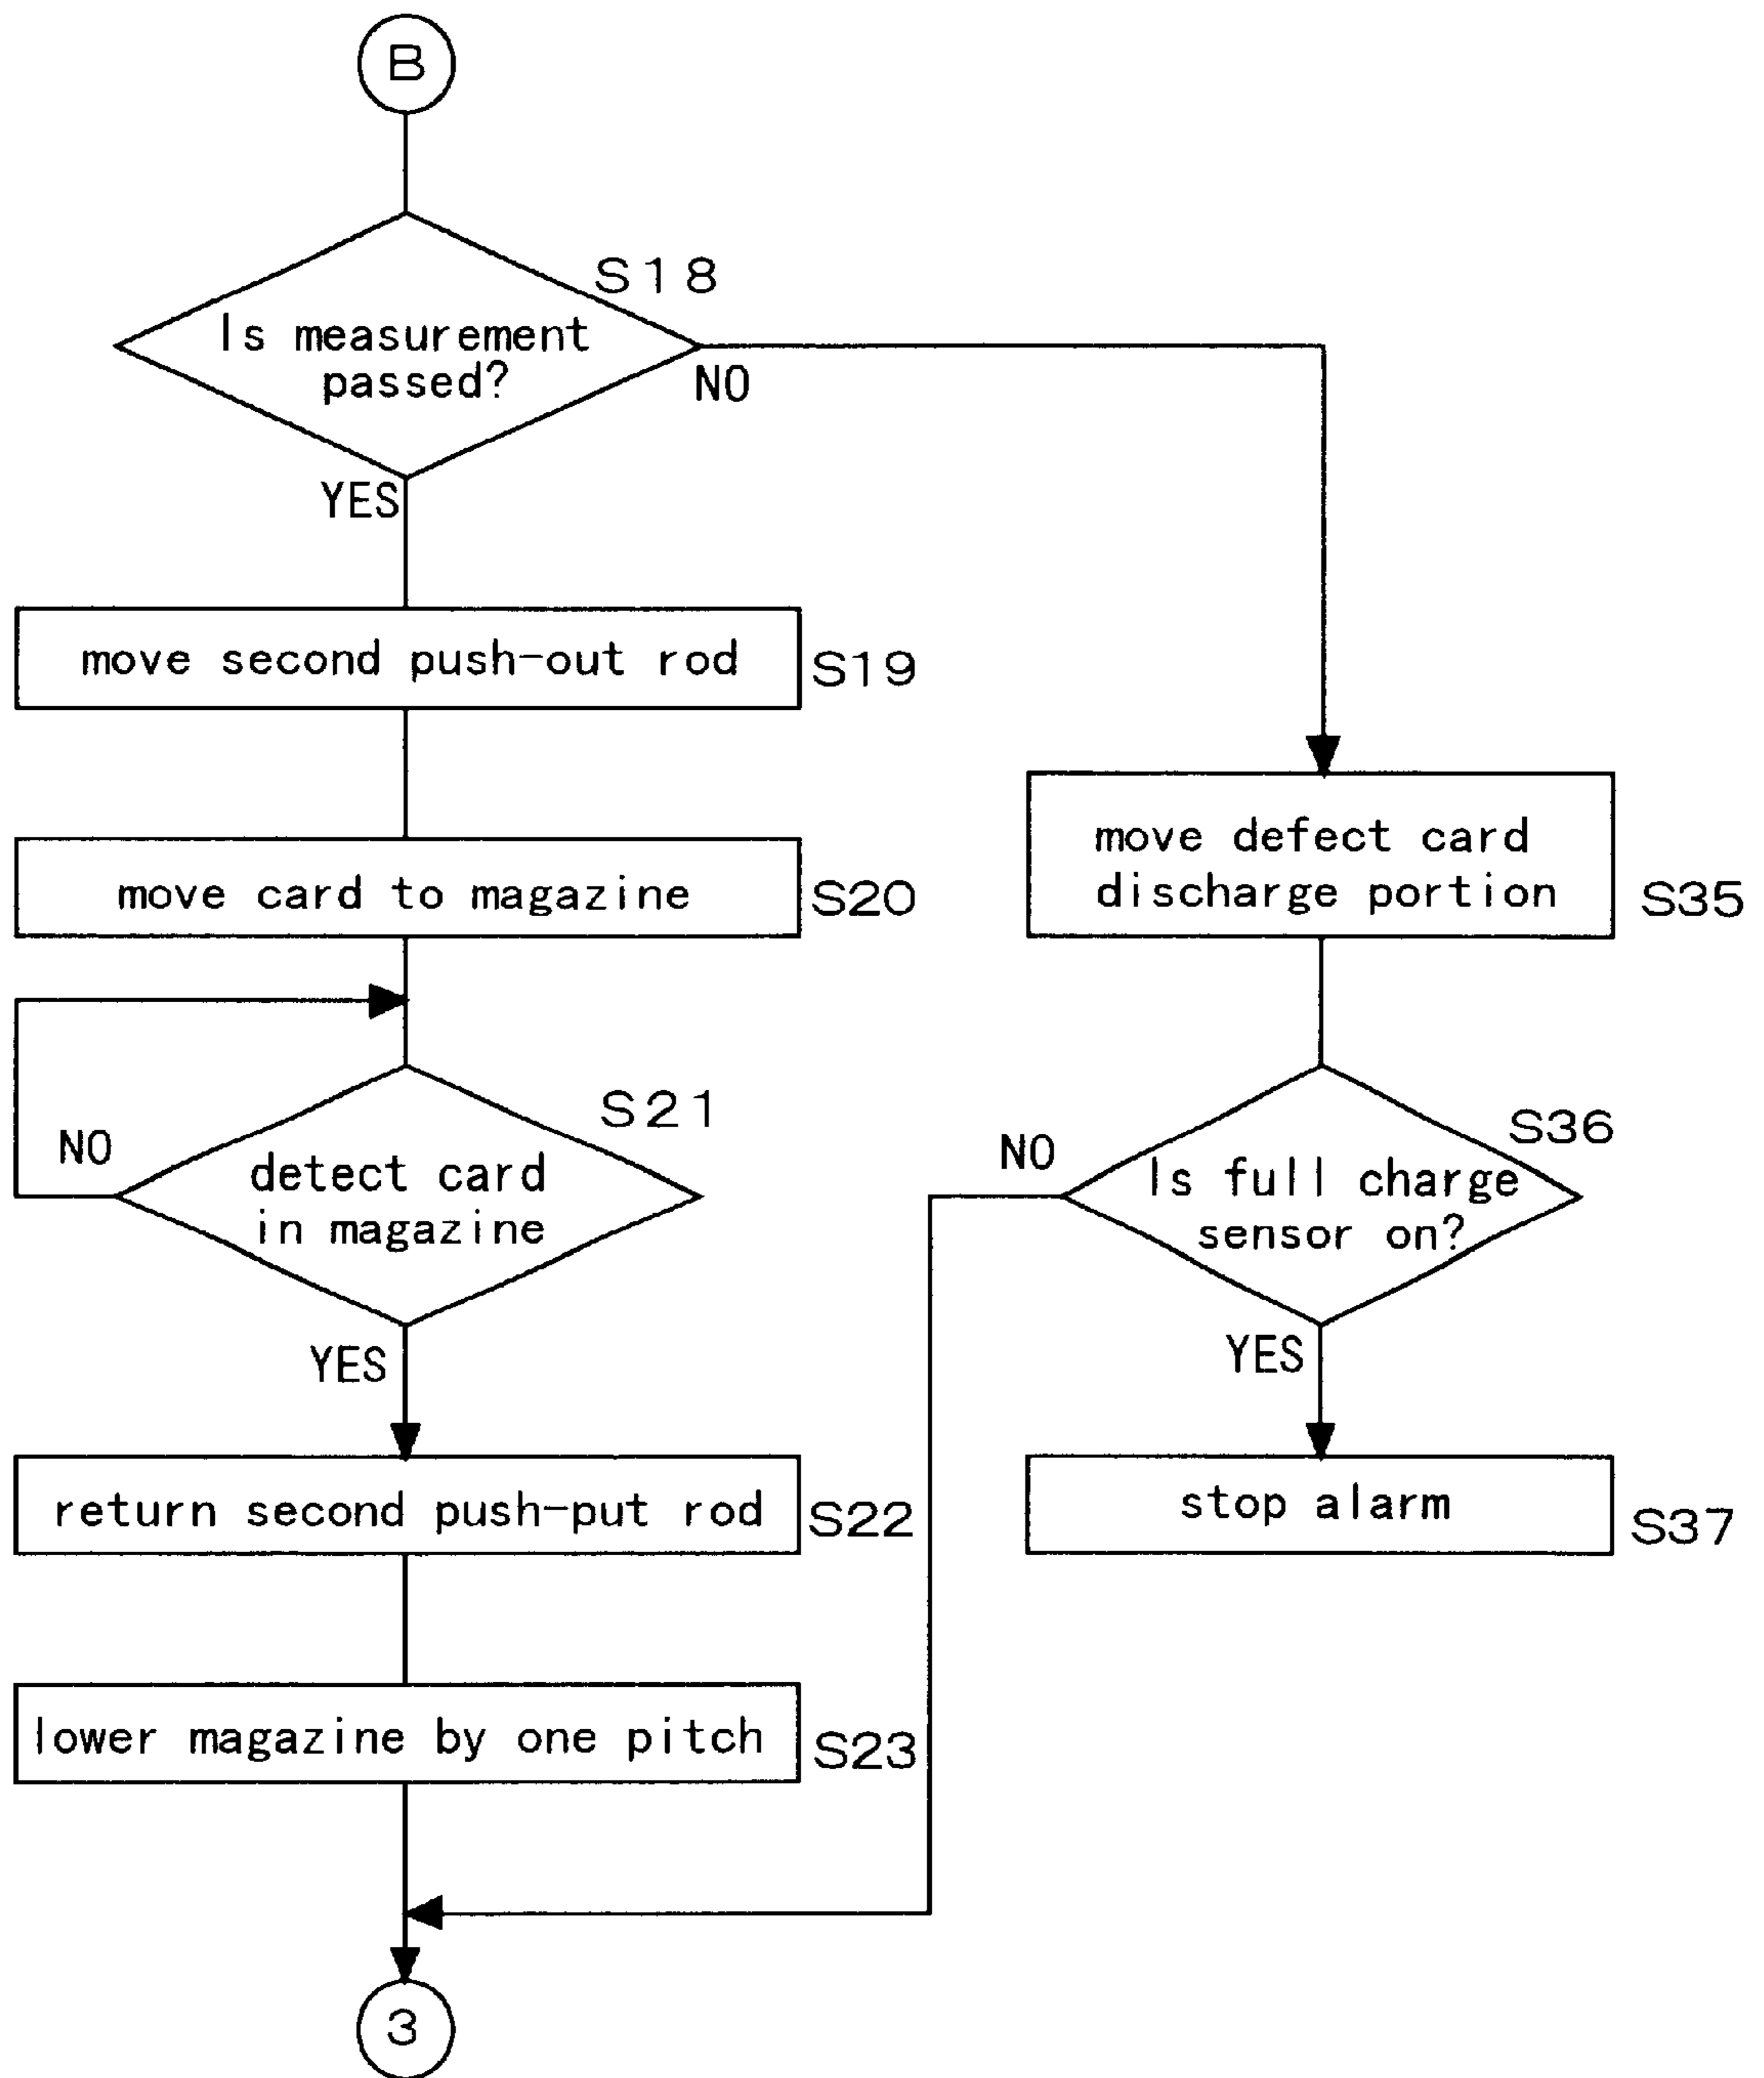 B
S18
Is measurement
passed?
NO
YES
move second push-out rod
S19
move card to magazine
S20
move defect card
discharge portion
S35
S21
NO
detect card
in magazine
YES
S36
NO
Is full charge
sensor on?
YES
return second push-put rod
S22
stop alarm
S37
lower magazine by one pitch
S23
3